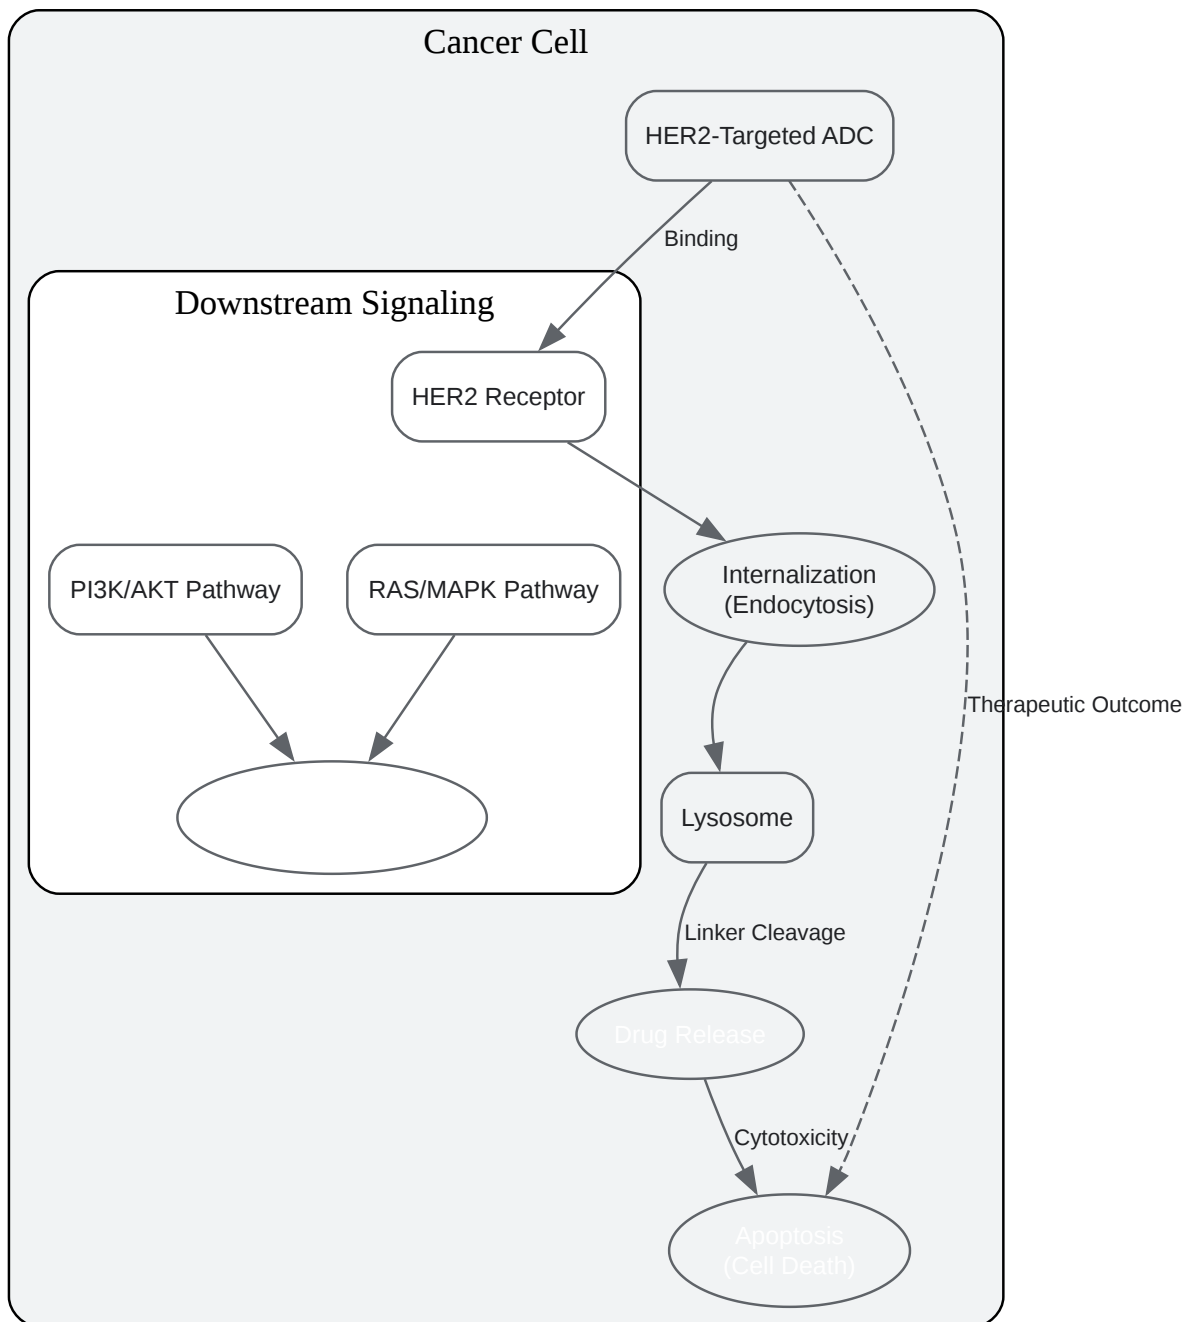 Cancer Cell
HER2-Targeted ADC
Binding
Downstream Signaling
HER2 Receptor
Internalization
(Endocytosis)
PI3K/AKT Pathway
RAS/MAPK Pathway
Therapeutic Outcome
Lysosome
Linker Cleavage
Drug Release
Cytotoxicity
Apoptosis
(Cell Death)